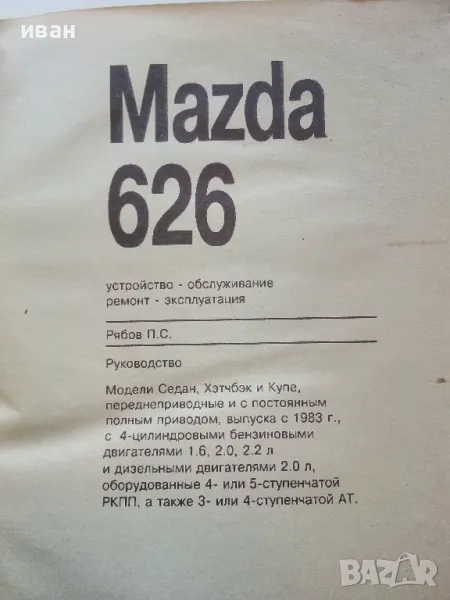 иван
Mazda
626
устройство - обслуживание
ремонт - эксплуатация
Рябов П.С.
Руководство
Модели Седан, Хэтчбэк и Купе,
переднеприводные и с постоянным
полным приводом, выпуска с 1983 г.,
с 4-цилиндровыми бензиновыми
двигателями 1.6, 2.0, 2.2 л
и дизельными двигателями 2.0 л,
оборудованные 4- или 5-ступенчатой
РКПП, а также 3- или 4-ступенчатой АТ.
BAZAR